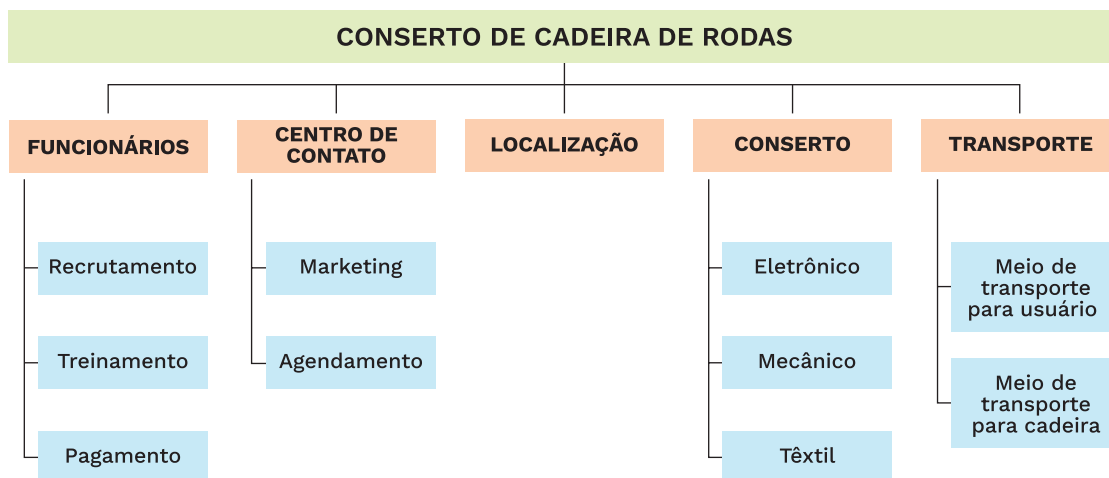 CONSERTO DE CADEIRA DE RODAS
FUNCIONÁRIOS
Recrutamento
Treinamento
Pagamento
CENTRO DE
CONTATO
Marketing
Agendamento
LOCALIZAÇÃO
CONSERTO
Eletrônico
Mecânico
Têxtil
TRANSPORTE
Meio de
transporte
para usuário
Meio de
transporte
para cadeira